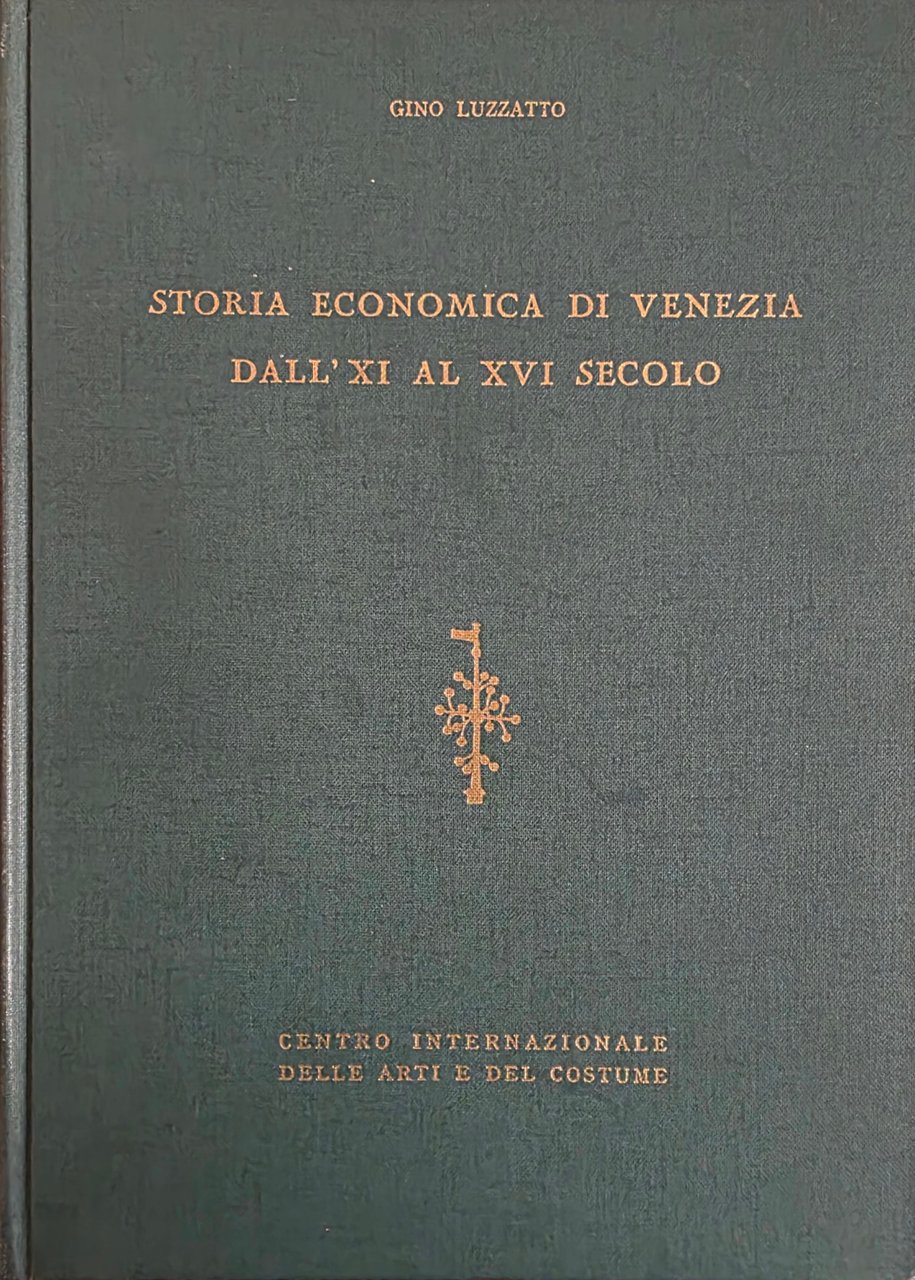 GINO LUZZATTO
STORIA ECONOMICA DI VENEZIA
DALL'XI AL XVI SECOLO
CENTRO INTERNAZIONALE
DELLE ARTI E DEL COSTUME